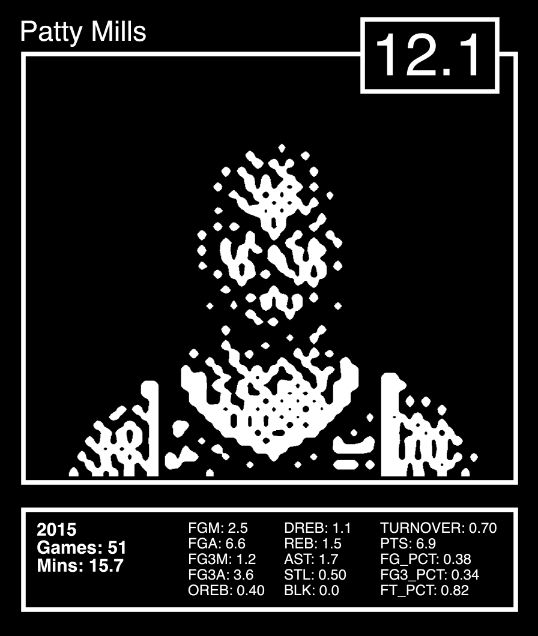 Patty Mills
12.1
2015
Games: 51
Mins: 15.7
FGM: 2.5
FGA: 6.6
FG3M: 1.2
FG3A: 3.6
OREB: 0.40
DREB: 1.1
REB: 1.5
AST: 1.7
STL: 0.50
BLK: 0.0
TURNOVER: 0.70
PTS: 6.9
FG_PCT: 0.38
FG3_PCT: 0.34
FT_PCT: 0.82